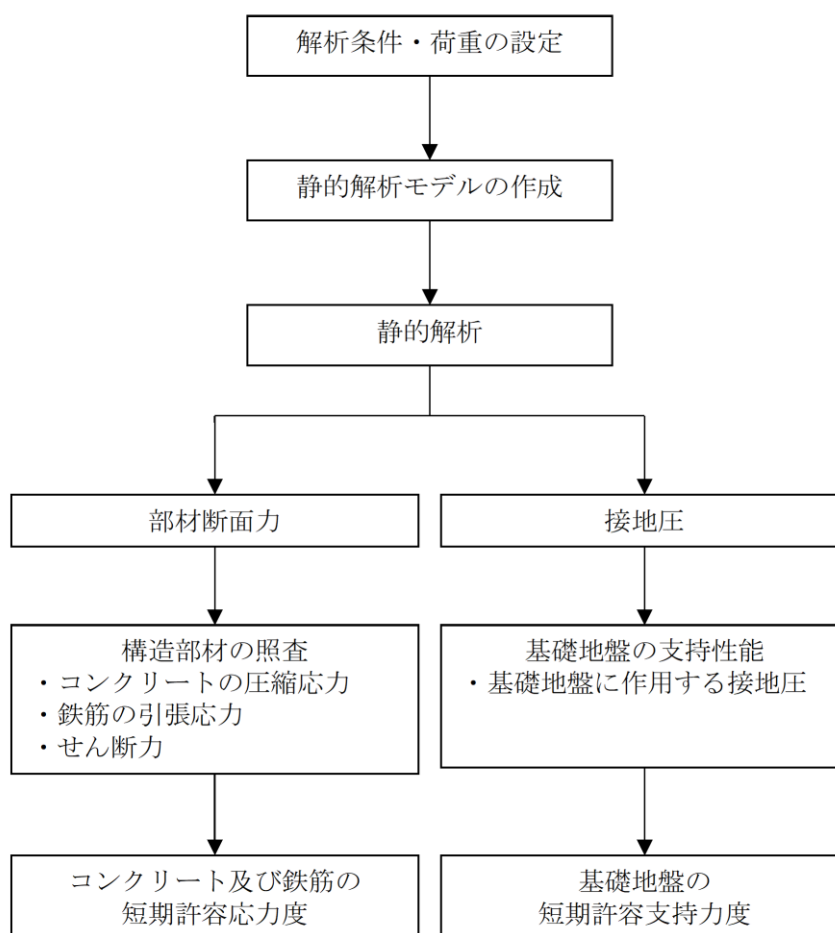 解析条件・荷重の設定
静的解析モデルの作成
静的解析
部材断面力
接地圧
構造部材の照査
・コンクリートの圧縮応力
・鉄筋の引張応力
・せん断力
基礎地盤の支持性能
・基礎地盤に作用する接地圧
コンクリート及び鉄筋の
短期許容応力度
基礎地盤の
短期許容支持力度